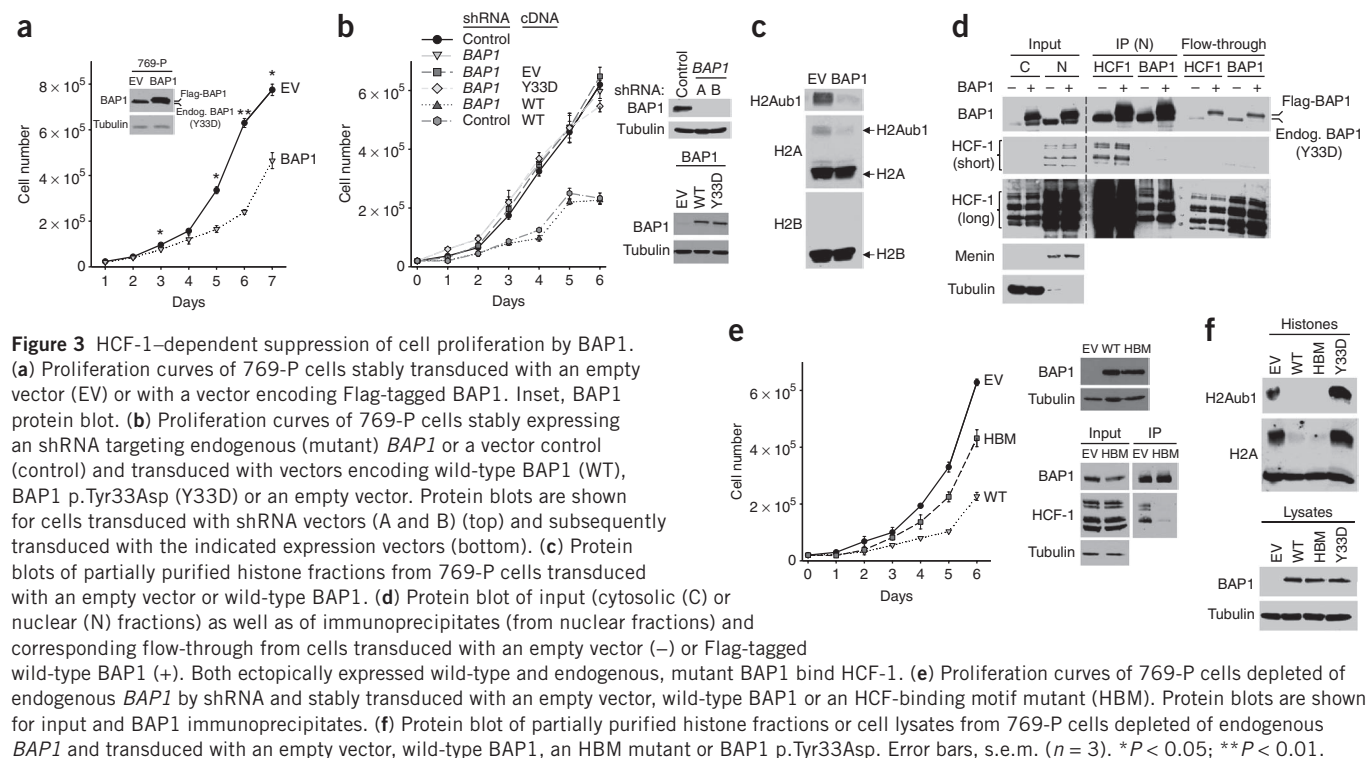 a
769-P
EV BAP1
BAP1
Flag-BAP1
Endog. BAP1
(Y33D)
Tubulin
Cell number
8 × 10⁵
6 × 10⁵
4 × 10⁵
2 × 10⁵
0
1 2 3 4 5 6 7
Days
*
*
**
*
EV
BAP1
b
shRNA cDNA
Control
BAP1
BAP1 EV
BAP1 Y33D
BAP1 WT
Control WT
Cell number
6 × 10⁵
4 × 10⁵
2 × 10⁵
0
0 1 2 3 4 5 6
Days
Control BAP1
shRNA: A B
BAP1
Tubulin
BAP1
EV WT Y33D
BAP1
Tubulin
c
EV BAP1
H2Aub1
H2Aub1
H2A
H2A
H2B
H2B
d
Input IP (N) Flow-through
C N HCF1 BAP1 HCF1 BAP1
BAP1 – + – + – + – + – + – +
BAP1
Flag-BAP1
Endog. BAP1
(Y33D)
HCF-1
(short)
HCF-1
(long)
Menin
Tubulin
Figure 3 HCF-1–dependent suppression of cell proliferation by BAP1.
(a) Proliferation curves of 769-P cells stably transduced with an empty
vector (EV) or with a vector encoding Flag-tagged BAP1. Inset, BAP1
protein blot. (b) Proliferation curves of 769-P cells stably expressing
an shRNA targeting endogenous (mutant) BAP1 or a vector control
(control) and transduced with vectors encoding wild-type BAP1 (WT),
BAP1 p.Tyr33Asp (Y33D) or an empty vector. Protein blots are shown
for cells transduced with shRNA vectors (A and B) (top) and subsequently
transduced with the indicated expression vectors (bottom). (c) Protein
blots of partially purified histone fractions from 769-P cells transduced
with an empty vector or wild-type BAP1. (d) Protein blot of input (cytosolic (C) or
nuclear (N) fractions) as well as of immunoprecipitates (from nuclear fractions) and
corresponding flow-through from cells transduced with an empty vector (–) or Flag-tagged
wild-type BAP1 (+). Both ectopically expressed wild-type and endogenous, mutant BAP1 bind HCF-1. (e) Proliferation curves of 769-P cells depleted of
endogenous BAP1 by shRNA and stably transduced with an empty vector, wild-type BAP1 or an HCF-binding motif mutant (HBM). Protein blots are shown
for input and BAP1 immunoprecipitates. (f) Protein blot of partially purified histone fractions or cell lysates from 769-P cells depleted of endogenous
BAP1 and transduced with an empty vector, wild-type BAP1, an HBM mutant or BAP1 p.Tyr33Asp. Error bars, s.e.m. (n = 3). *P < 0.05; **P < 0.01.
e
Cell number
6 × 10⁵
4 × 10⁵
2 × 10⁵
0
0 1 2 3 4 5 6
Days
EV
HBM
WT
EV WT HBM
BAP1
Tubulin
Input IP
EV HBM EV HBM
BAP1
HCF-1
Tubulin
f
Histones
EV WT HBM Y33D
H2Aub1
H2A
Lysates
EV WT HBM Y33D
BAP1
Tubulin